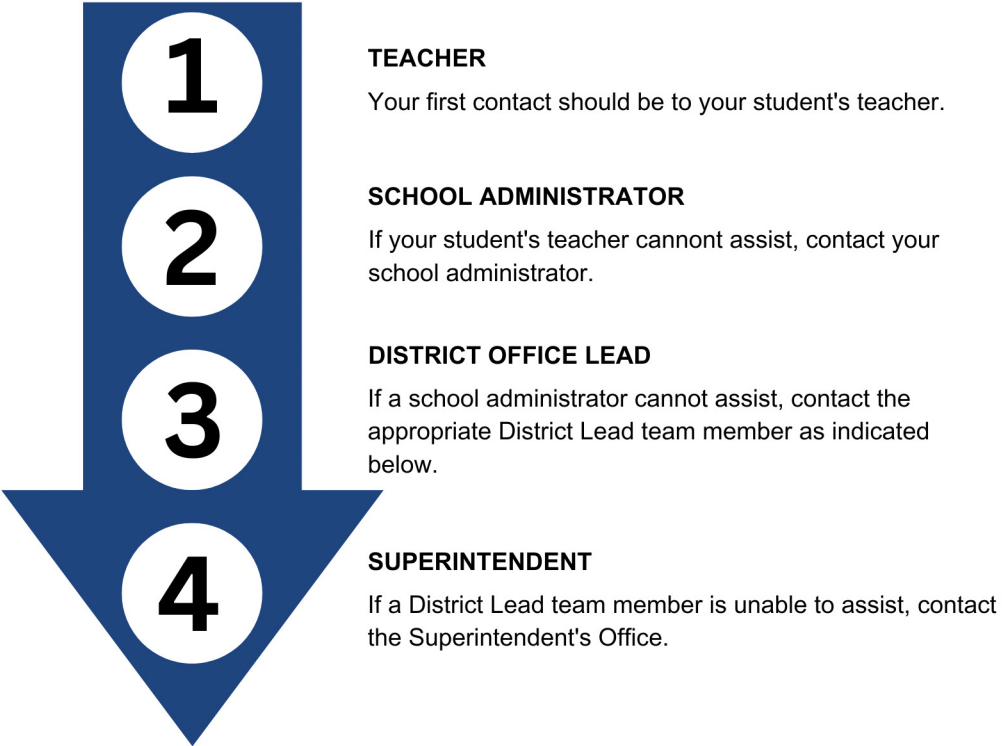 1
TEACHER
Your first contact should be to your student's teacher.
2
SCHOOL ADMINISTRATOR
If your student's teacher cannont assist, contact your
school administrator.
3
DISTRICT OFFICE LEAD
If a school administrator cannot assist, contact the
appropriate District Lead team member as indicated
below.
4
SUPERINTENDENT
If a District Lead team member is unable to assist, contact
the Superintendent's Office.